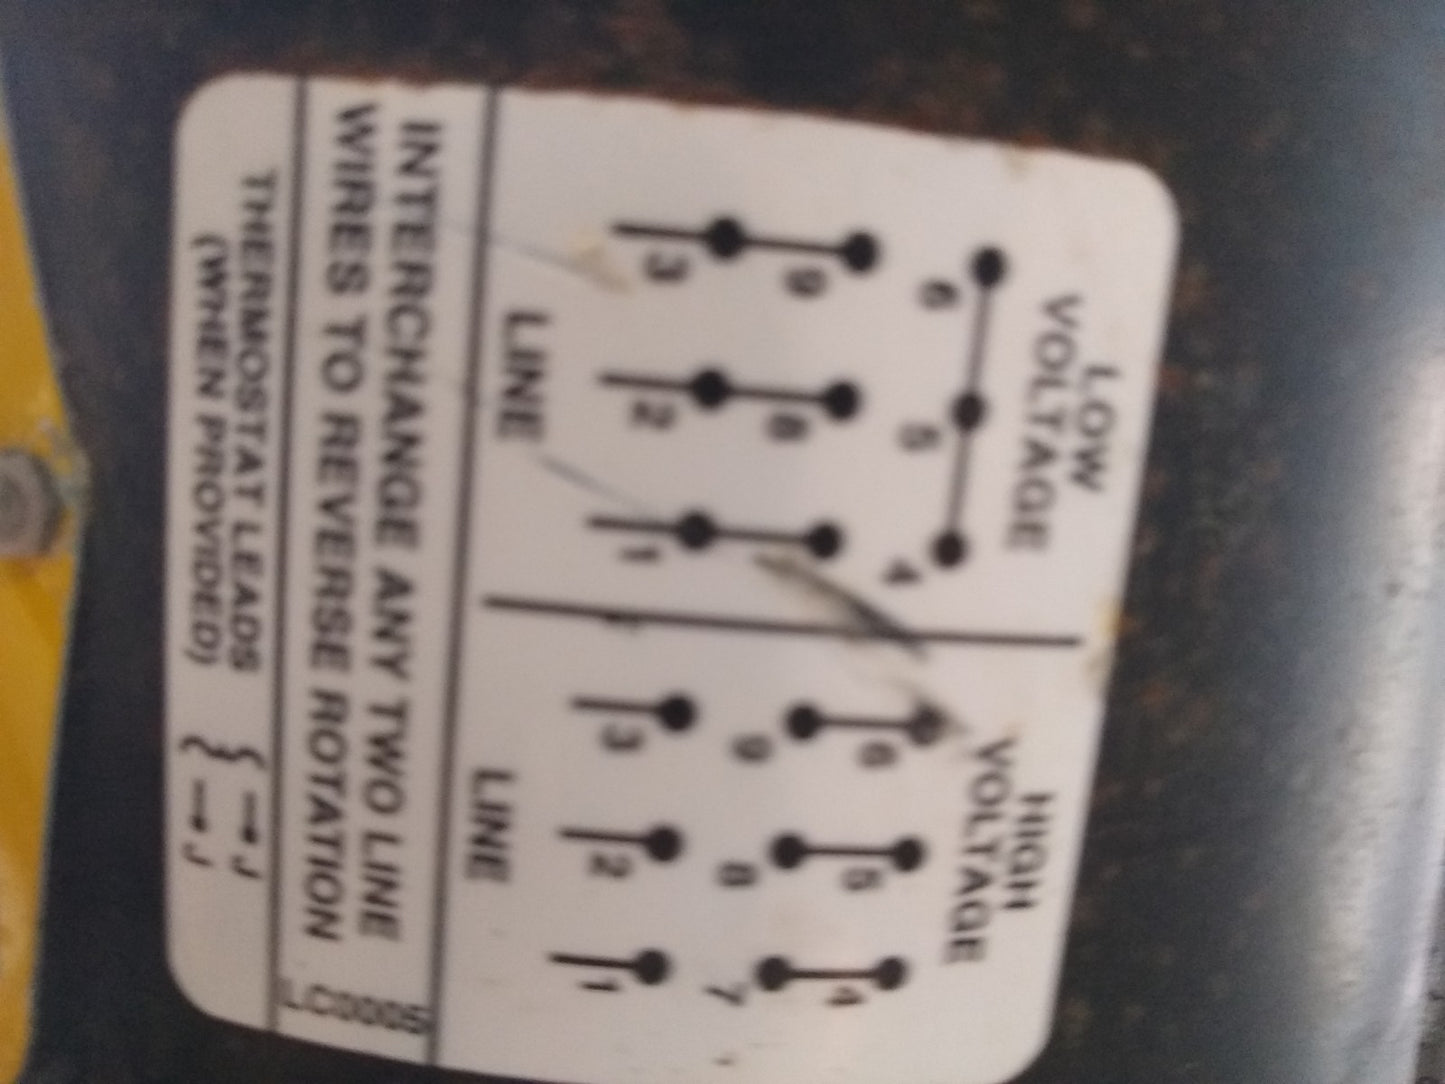 LOW
VOLTAGE
6 5 4
9 8
3 2 1
LINE
HIGH
VOLTAGE
6 5 4
9 8 7
3 2 1
LINE
INTERCHANGE ANY TWO LINE
WIRES TO REVERSE ROTATION
LC0005
THERMOSTAT LEADS J
(WHEN PROVIDED) J